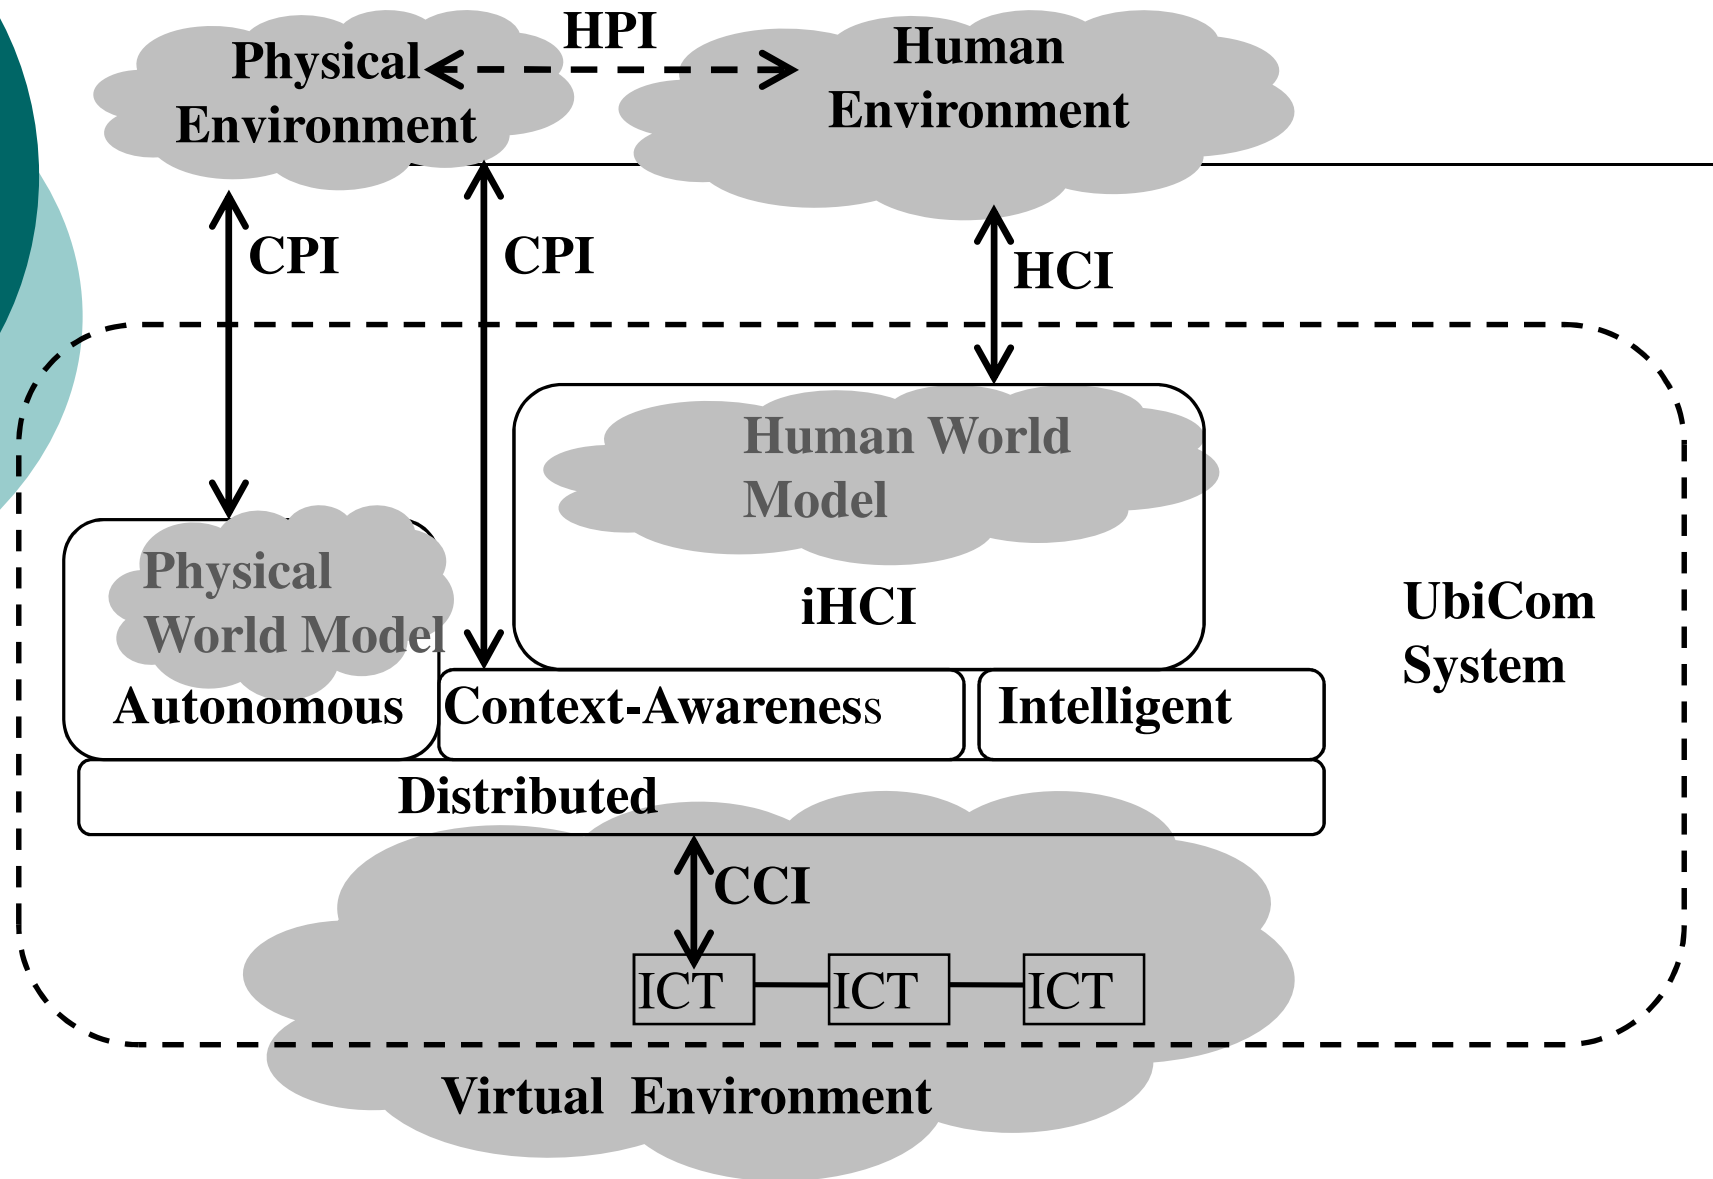 HPI
Physical
Environment
Human
Environment
CPI
CPI
HCI
Human World
Model
iHCI
Physical
World Model
Autonomous
Context-Awareness
Intelligent
UbiCom
System
Distributed
CCI
ICT
ICT
ICT
Virtual Environment